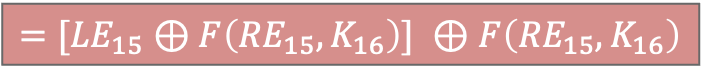 = [LE₁₅ ⊕ F(RE₁₅, K₁₆)] ⊕ F(RE₁₅, K₁₆)